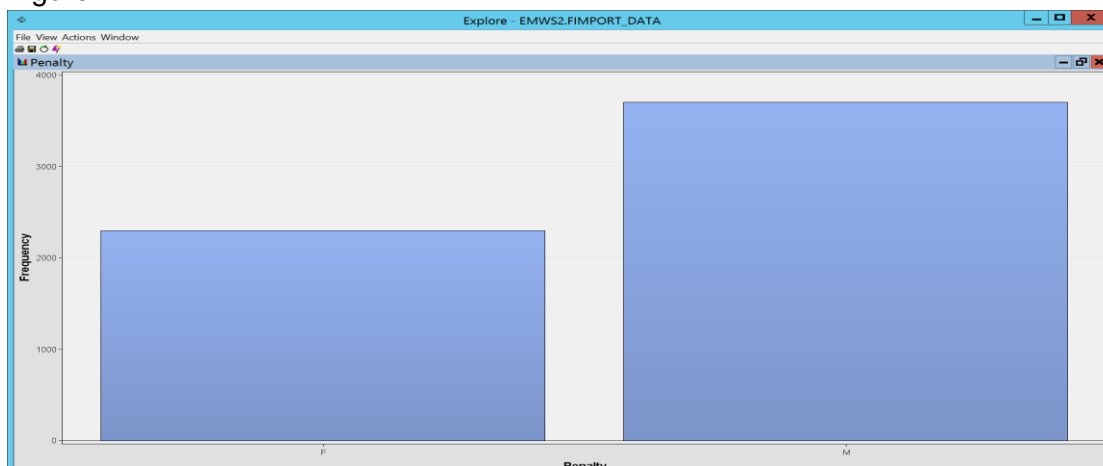 Explore - EMWS2.FIMPORT_DATA
File View Actions Window
Penalty
4000
3000
2000
1000
0
Frequency
F
M
Penalty